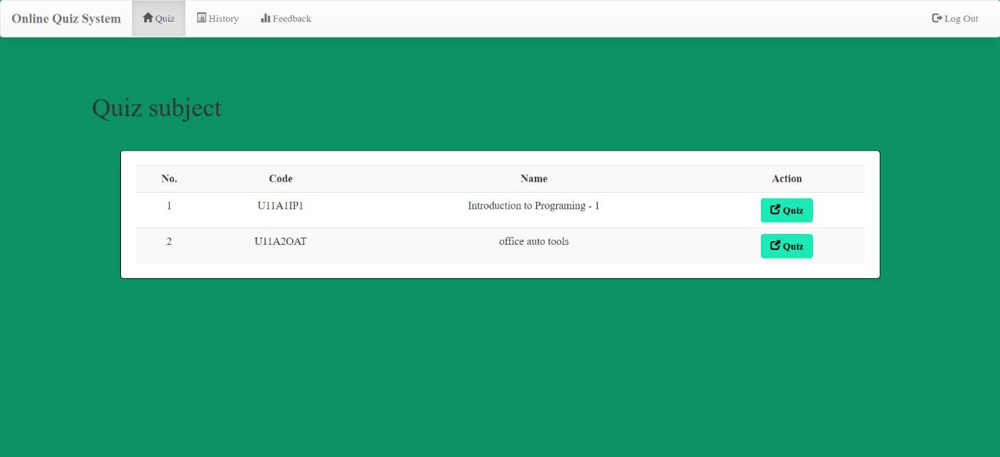 Online Quiz System Quiz History Feedback Log Out
Quiz subject
No. Code Name Action
1 U11A1IP1 Introduction to Programing - 1 Quiz
2 U11A2OAT office auto tools Quiz